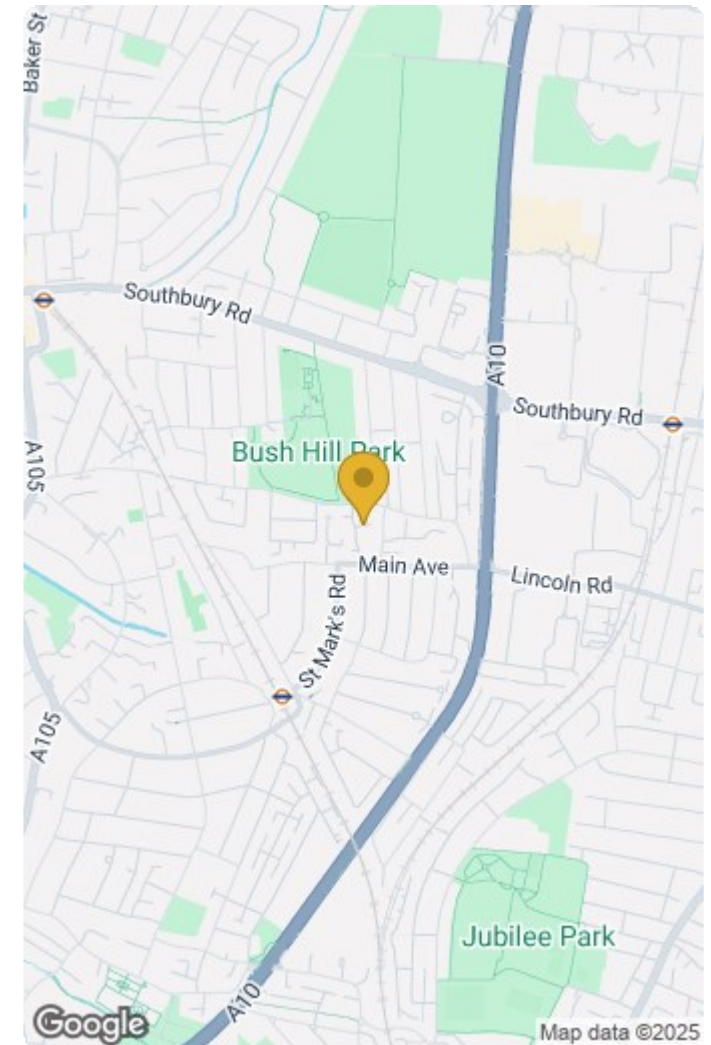 Baker St
Southbury Rd
A10
Southbury Rd
A105
Bush Hill Park
Main Ave
Lincoln Rd
St Mark's Rd
A105
Jubilee Park
A10
Google
Map data ©2025